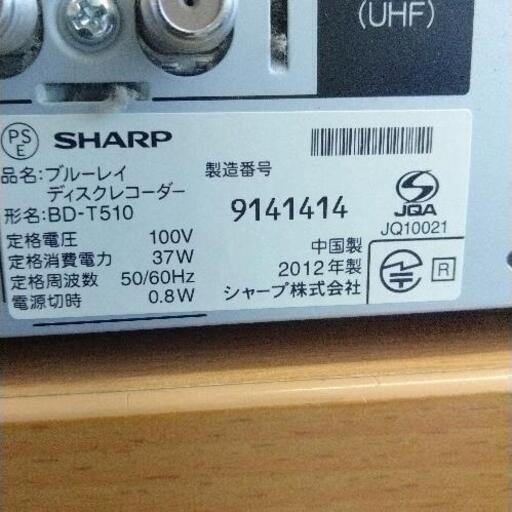 (UHF)
PS
E
SHARP
品名:ブルーレイ
ディスクレコーダー
形名:BD-T510
製造番号
9141414
JQA
JQ10021
定格電圧 100V
定格消費電力 37W
定格周波数 50/60Hz
電源切時 0.8W
中国製
2012年製
シャープ株式会社
R